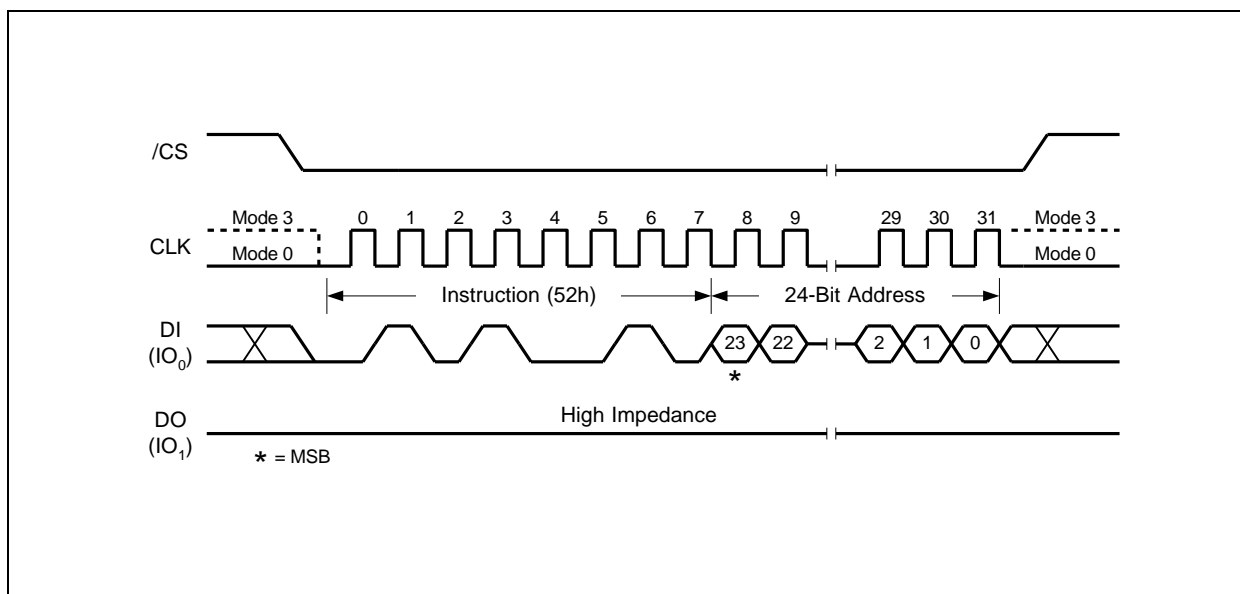 /CS
Mode 3 0 1 2 3 4 5 6 7 8 9 29 30 31 Mode 3
CLK
Mode 0 Mode 0
Instruction (52h) 24-Bit Address
DI
(IO0)
23 22 2 1 0
*
High Impedance
DO
(IO1)
* = MSB